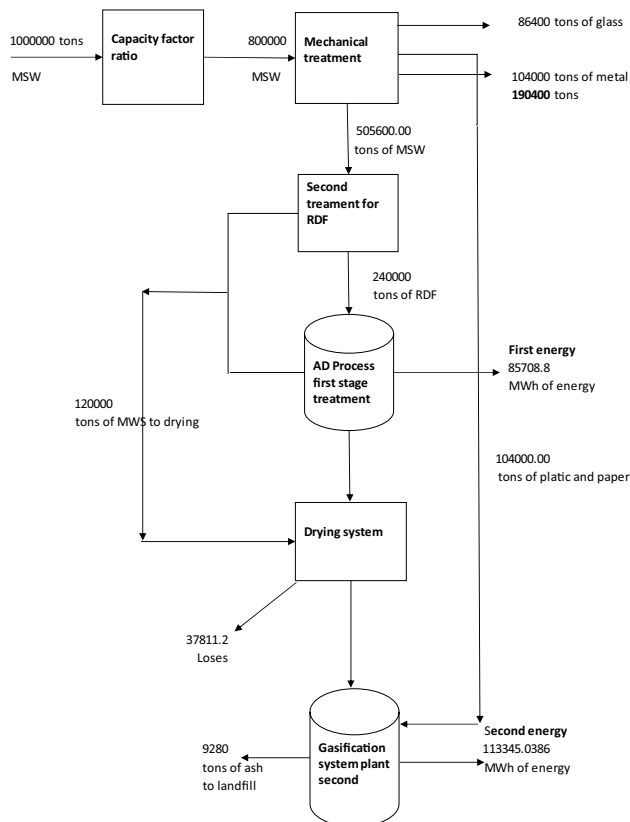 1000000 tons
MSW
Capacity factor
ratio
800000
MSW
Mechanical
treatment
86400 tons of glass
104000 tons of metal
190400 tons
505600.00
tons of MSW
Second
treament for
RDF
240000
tons of RDF
AD Process
first stage
treatment
First energy
85708.8
MWh of energy
120000
tons of MWS to drying
104000.00
tons of platic and paper
Drying system
37811.2
Loses
Gasification
system plant
second
9280
tons of ash
to landfill
Second energy
113345.0386
MWh of energy